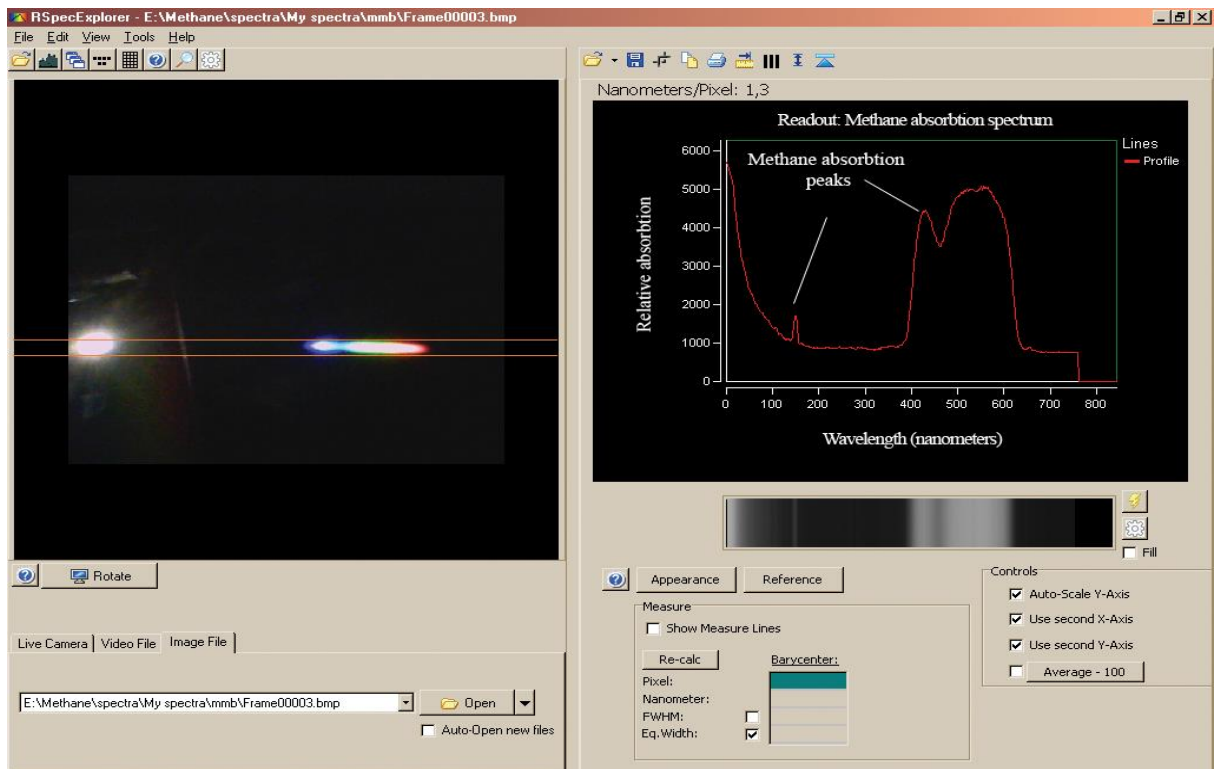 RSpecExplorer - E:\Methane\spectra\My spectra\mmb\Frame00003.bmp
File Edit View Tools Help
Nanometers/Pixel: 1,3
Readout: Methane absorbtion spectrum
Lines
Profile
Methane absorbtion
peaks
Relative absorbtion
6000
5000
4000
3000
2000
1000
0
0 100 200 300 400 500 600 700 800
Wavelength (nanometers)
Fill
Rotate
Appearance Reference
Controls
Auto-Scale Y-Axis
Use second X-Axis
Use second Y-Axis
Average - 100
Measure
Show Measure Lines
Re-calc Barycenter:
Pixel:
Nanometer:
FWHM:
Eq.Width:
Live Camera Video File Image File
E:\Methane\spectra\My spectra\mmb\Frame00003.bmp Open
Auto-Open new files